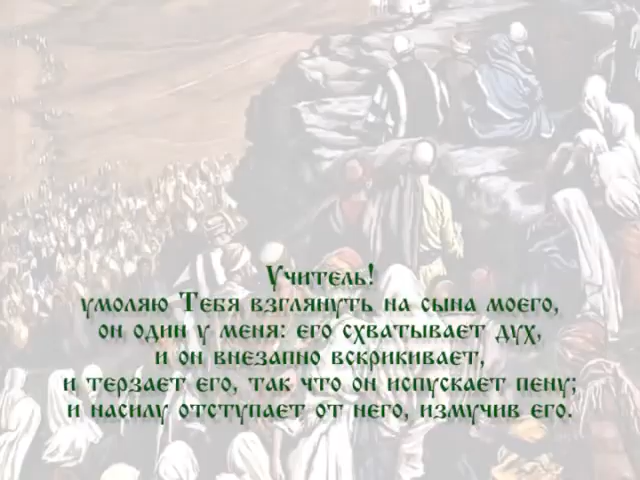 Учитель!
умоляю Тебя взглянуть на сына моего,
он один у меня: его схватывает дух,
и он внезапно вскрикивает,
и терзает его, так что он испускает пену;
и насилу отступает от него, измучив его.